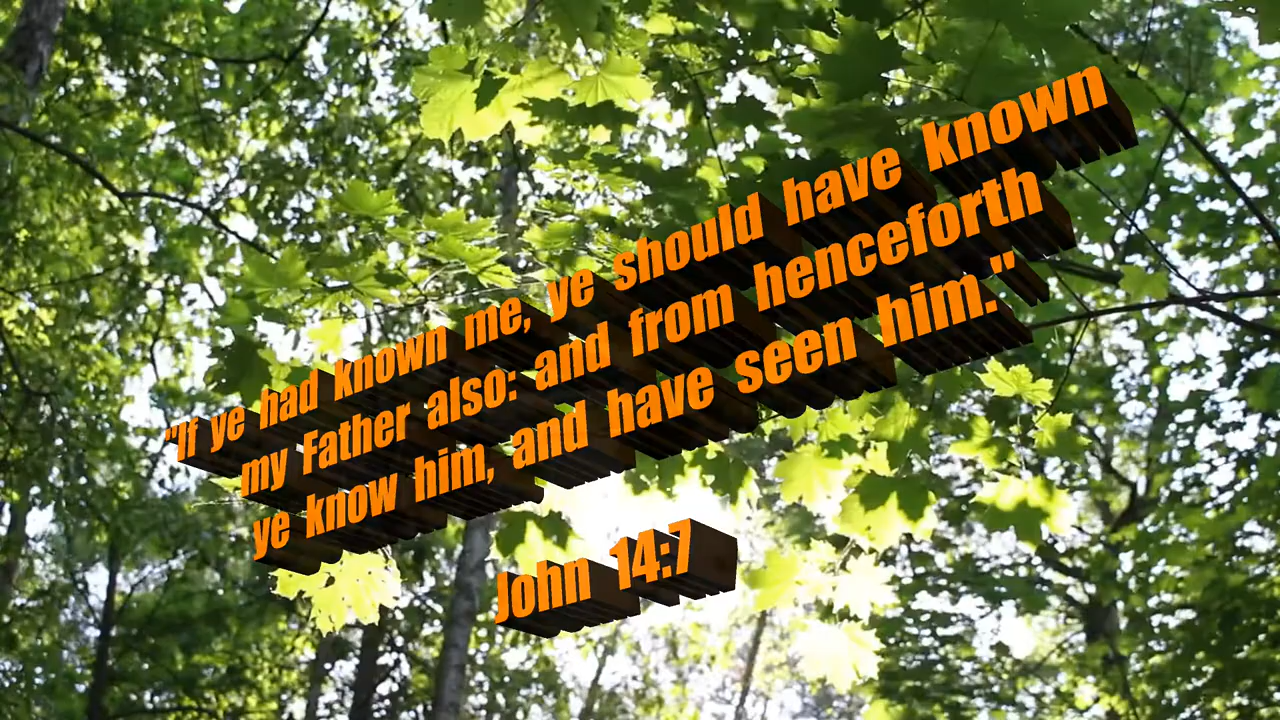 "If ye had known me, ye should have known
my Father also: and from henceforth
ye know him, and have seen him."
John 14:7